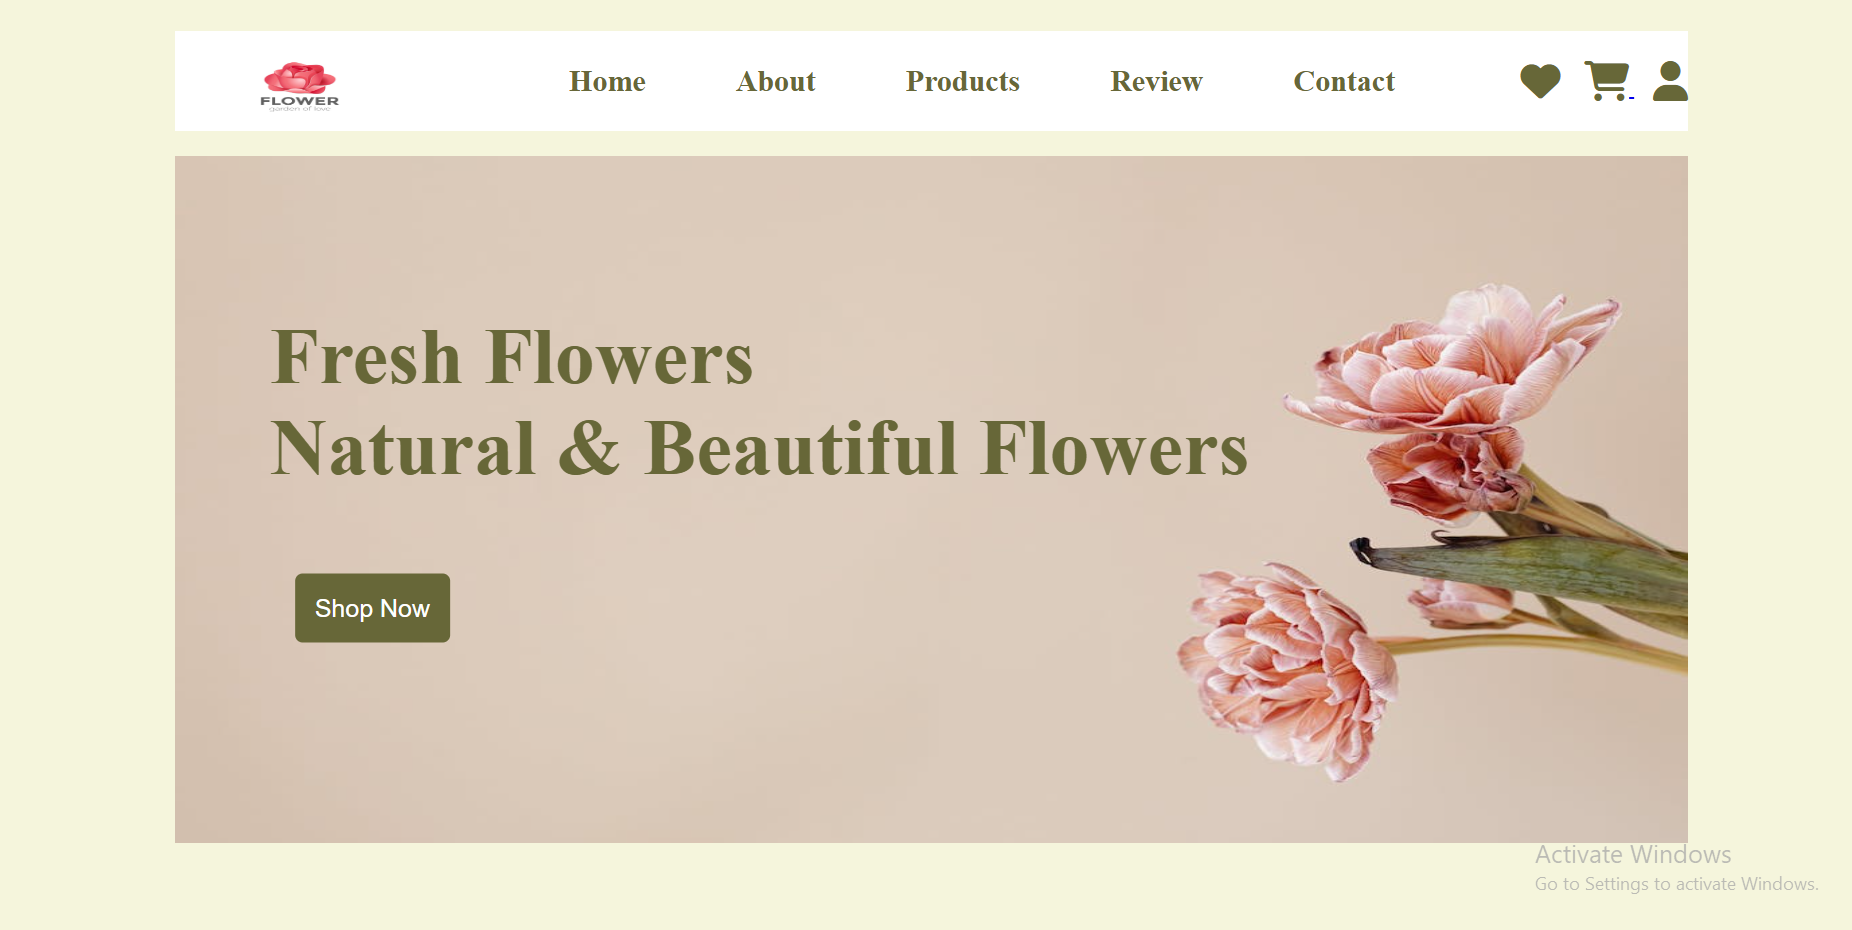 FLOWER
garden of love
Home
About
Products
Review
Contact
Fresh Flowers
Natural & Beautiful Flowers
Shop Now
Activate Windows
Go to Settings to activate Windows.